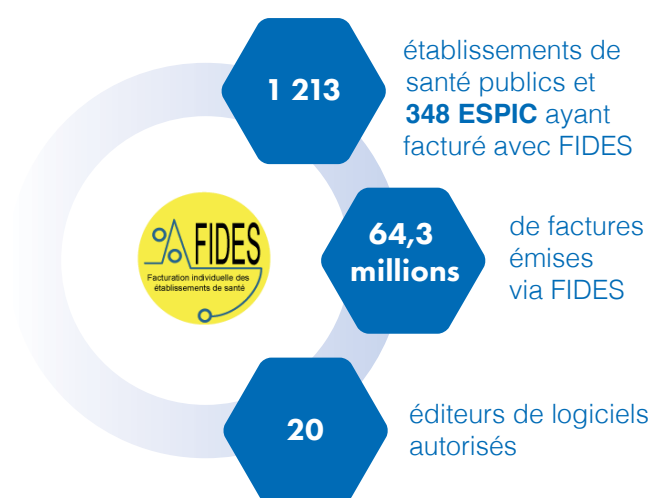 1 213
établissements de
santé publics et
348 ESPIC ayant
facturé avec FIDES
FIDES
Facturation individuelle des
établissements de santé
64,3
millions
de factures
émises
via FIDES
20
éditeurs de logiciels
autorisés